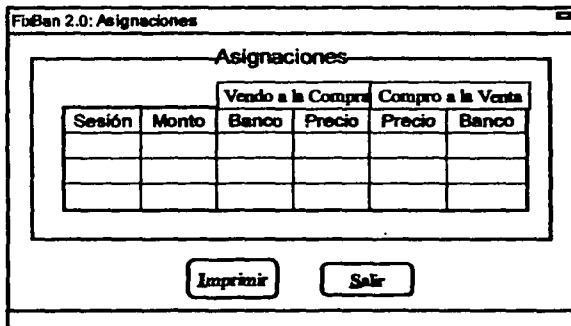 FixBan 2.0: Asignaciones
Asignaciones
Vendo a la Compra Compro a la Venta
Sesión Monto Banco Precio Precio Banco
Imprimir Salir